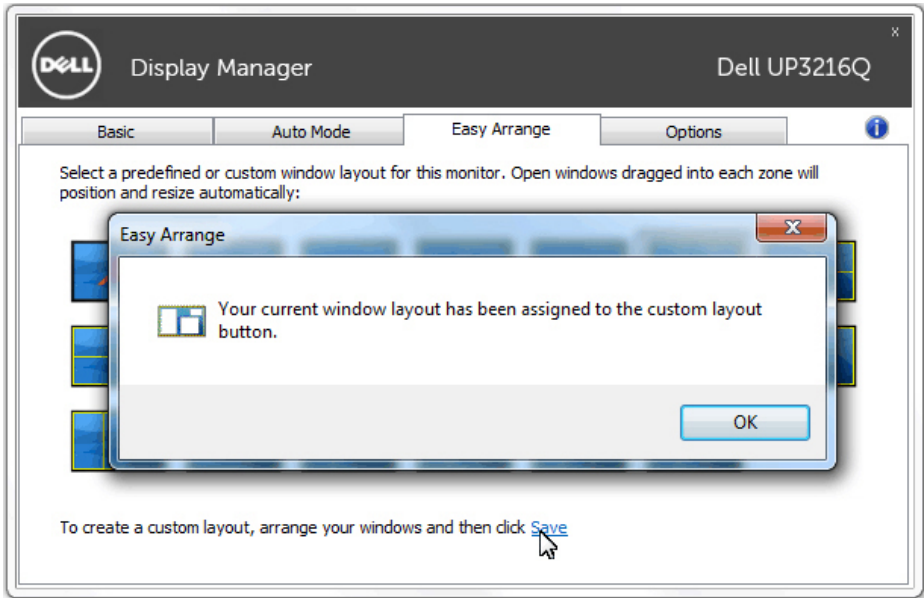 DELL
Display Manager
Dell UP3216Q
x
Basic
Auto Mode
Easy Arrange
Options
i
Select a predefined or custom window layout for this monitor. Open windows dragged into each zone will
position and resize automatically:
Easy Arrange
x
Your current window layout has been assigned to the custom layout
button.
OK
To create a custom layout, arrange your windows and then click Save